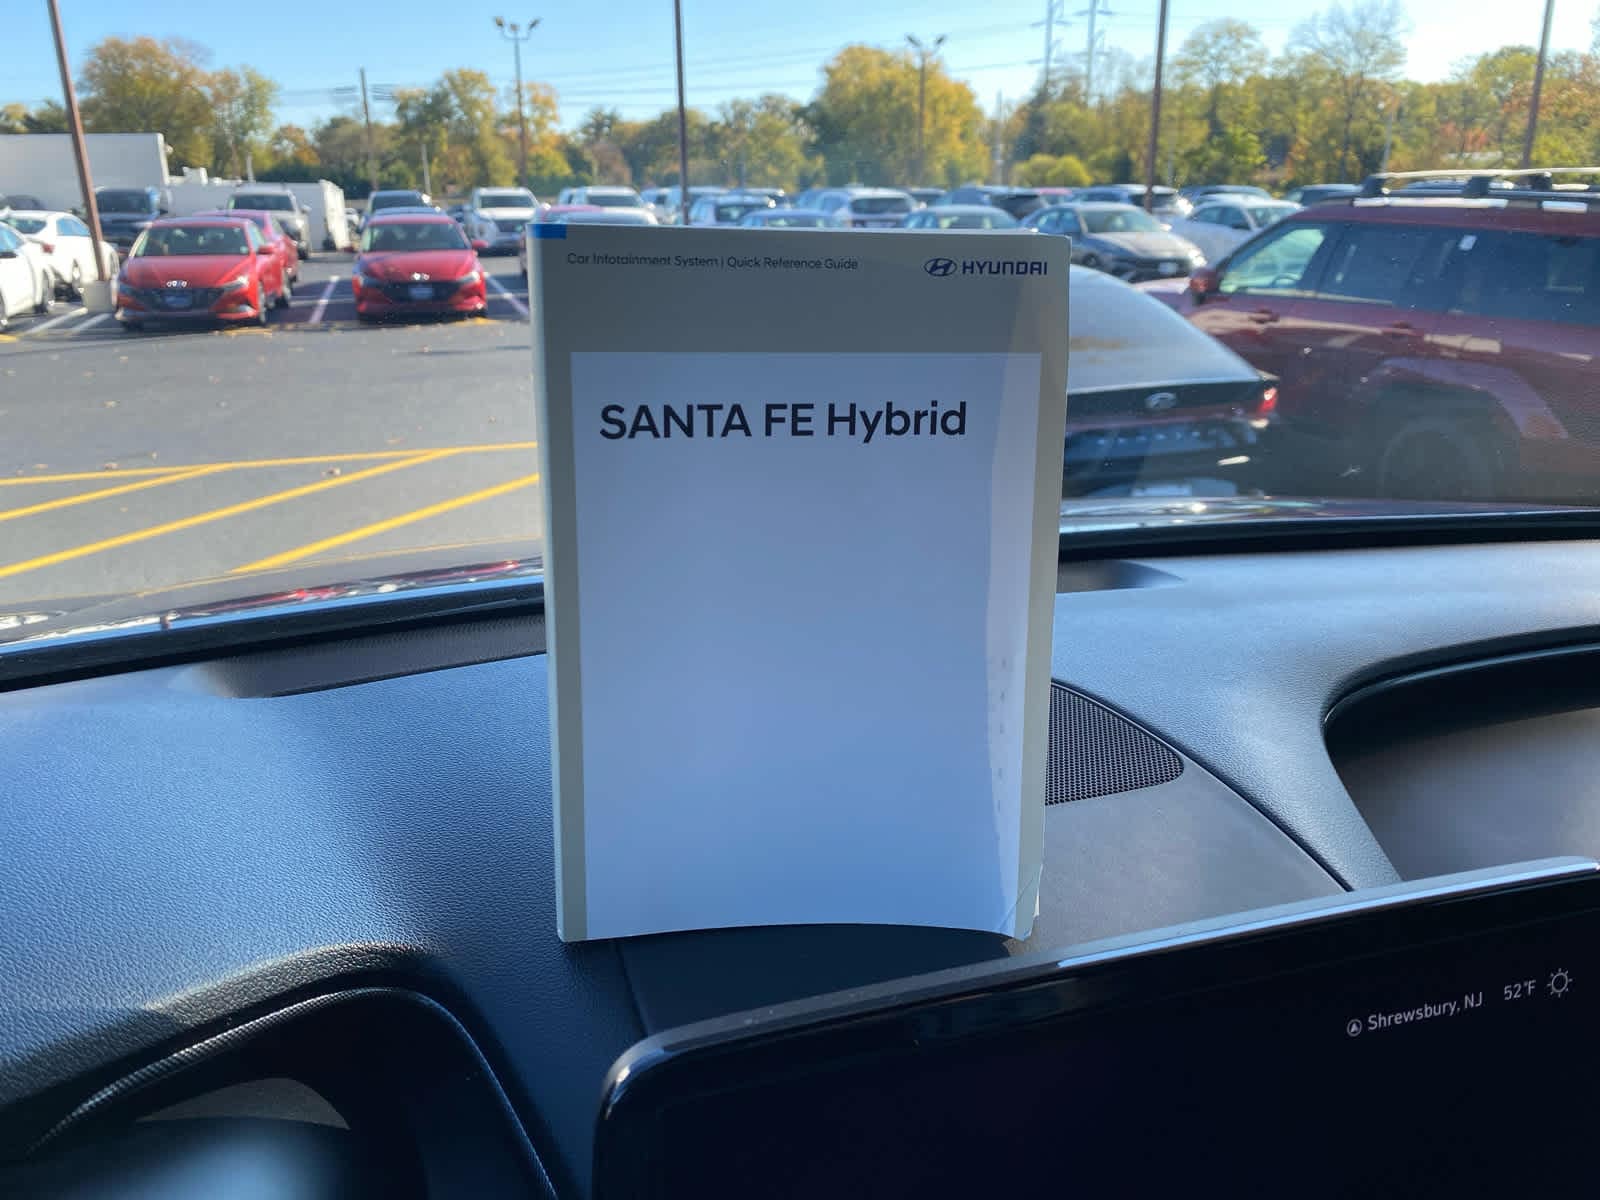 Car Infotainment System | Quick Reference Guide
HYUNDAI
SANTA FE Hybrid
Shrewsbury, NJ 52°F